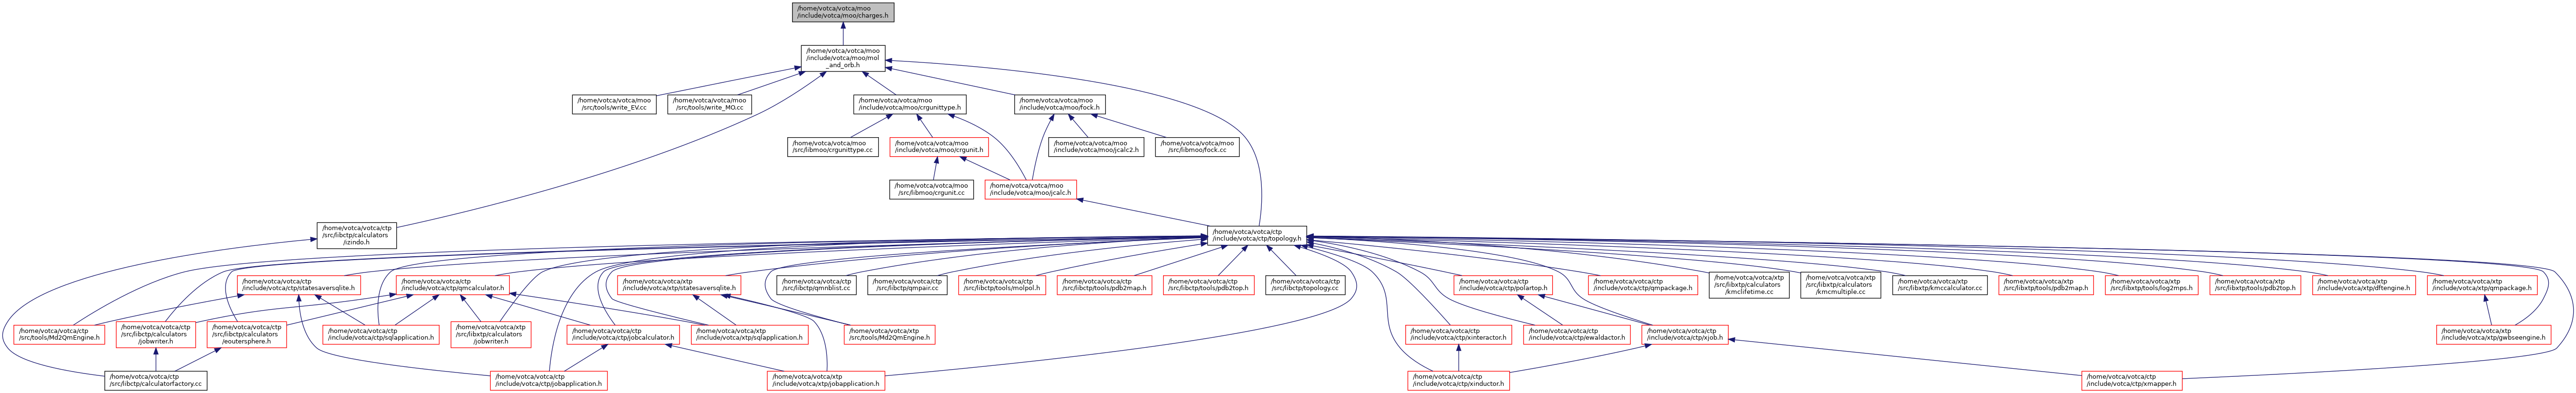 /home/votca/votca/moo
/include/votca/moo/charges.h
/home/votca/votca/moo
/include/votca/moo/mol
_and_orb.h
/home/votca/votca/moo
/src/tools/write_EV.cc
/home/votca/votca/moo
/src/tools/write_MO.cc
/home/votca/votca/moo
/include/votca/moo/crgunittype.h
/home/votca/votca/moo
/include/votca/moo/fock.h
/home/votca/votca/moo
/src/libmoo/crgunittype.cc
/home/votca/votca/moo
/include/votca/moo/crgunit.h
/home/votca/votca/moo
/include/votca/moo/jcalc2.h
/home/votca/votca/moo
/src/libmoo/fock.cc
/home/votca/votca/moo
/src/libmoo/crgunit.cc
/home/votca/votca/moo
/include/votca/moo/jcalc.h
/home/votca/votca/ctp
/src/libctp/calculators
/izindo.h
/home/votca/votca/ctp
/include/votca/ctp/topology.h
/home/votca/votca/ctp
/include/votca/ctp/statesaversqlite.h
/home/votca/votca/ctp
/include/votca/ctp/qmcalculator.h
/home/votca/votca/xtp
/include/votca/xtp/statesaversqlite.h
/home/votca/votca/ctp
/src/libctp/qmnblist.cc
/home/votca/votca/ctp
/src/libctp/qmpair.cc
/home/votca/votca/ctp
/src/libctp/tools/molpol.h
/home/votca/votca/ctp
/src/libctp/tools/pdb2map.h
/home/votca/votca/ctp
/src/libctp/tools/pdb2top.h
/home/votca/votca/ctp
/src/libctp/topology.cc
/home/votca/votca/ctp
/include/votca/ctp/polartop.h
/home/votca/votca/ctp
/include/votca/ctp/qmpackage.h
/home/votca/votca/xtp
/src/libxtp/calculators
/kmclifetime.cc
/home/votca/votca/xtp
/src/libxtp/calculators
/kmcmultiple.cc
/home/votca/votca/xtp
/src/libxtp/kmccalculator.cc
/home/votca/votca/xtp
/src/libxtp/tools/pdb2map.h
/home/votca/votca/xtp
/src/libxtp/tools/log2mps.h
/home/votca/votca/xtp
/src/libxtp/tools/pdb2top.h
/home/votca/votca/xtp
/include/votca/xtp/dftengine.h
/home/votca/votca/xtp
/include/votca/xtp/qmpackage.h
/home/votca/votca/ctp
/src/tools/Md2QmEngine.h
/home/votca/votca/ctp
/src/libctp/calculators
/jobwriter.h
/home/votca/votca/ctp
/src/libctp/calculators
/eoutersphere.h
/home/votca/votca/ctp
/include/votca/ctp/sqlapplication.h
/home/votca/votca/xtp
/src/libxtp/calculators
/jobwriter.h
/home/votca/votca/ctp
/include/votca/ctp/jobcalculator.h
/home/votca/votca/xtp
/include/votca/xtp/sqlapplication.h
/home/votca/votca/xtp
/src/tools/Md2QmEngine.h
/home/votca/votca/ctp
/include/votca/ctp/xinteractor.h
/home/votca/votca/ctp
/include/votca/ctp/ewaldactor.h
/home/votca/votca/ctp
/include/votca/ctp/xjob.h
/home/votca/votca/xtp
/include/votca/xtp/gwbseengine.h
/home/votca/votca/ctp
/src/libctp/calculatorfactory.cc
/home/votca/votca/ctp
/include/votca/ctp/jobapplication.h
/home/votca/votca/xtp
/include/votca/xtp/jobapplication.h
/home/votca/votca/ctp
/include/votca/ctp/xinductor.h
/home/votca/votca/ctp
/include/votca/ctp/xmapper.h